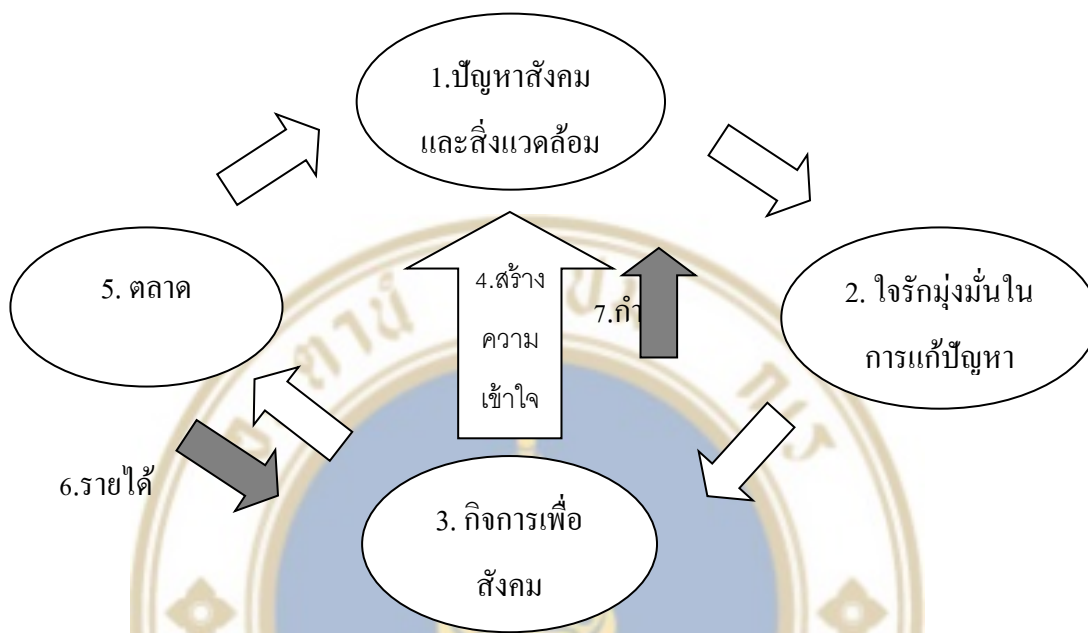 1.ปัญหาสังคม
และสิ่งแวดล้อม
5. ตลาด
2. ใจรักมุ่งมั่นใน
การแก้ปัญหา
4.สร้าง
ความ
เข้าใจ
7.กำ
6.รายได้
3. กิจการเพื่อ
สังคม